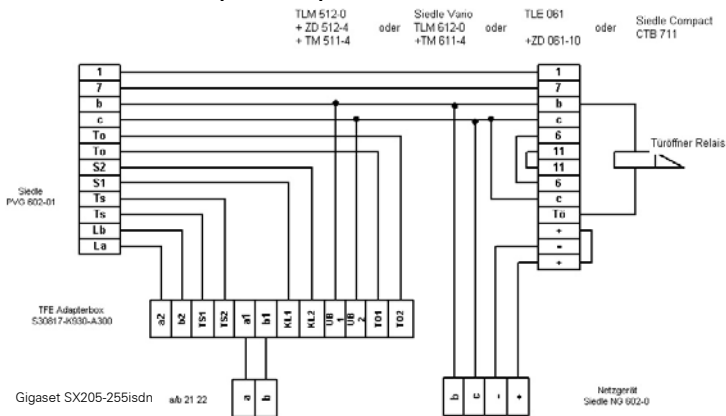 TLM 512-0
+ ZD 512-4
+ TM 511-4
oder
Siedle Vario
TLM 612-0
+TM 611-4
oder
TLE 061
+ZD 061-10
oder
Siedle Compact
CTB 711
1
7
b
c
To
To
S2
S1
Ts
Ts
Lb
La
Siedle
PVG 602-01
1
7
b
c
6
11
11
6
c
TÖ
+
-
+
Türöffner Relais
TFE Adapterbox
S30817-K930-A300
a2
b2
TS1
TS2
a1
b1
KL1
KL2
UB 1
UB 2
TO1
TO2
Gigaset SX205-255isdn
a/b 21 22
a
b
b
c
-
+
Netzgerät
Siedle NG 602-0